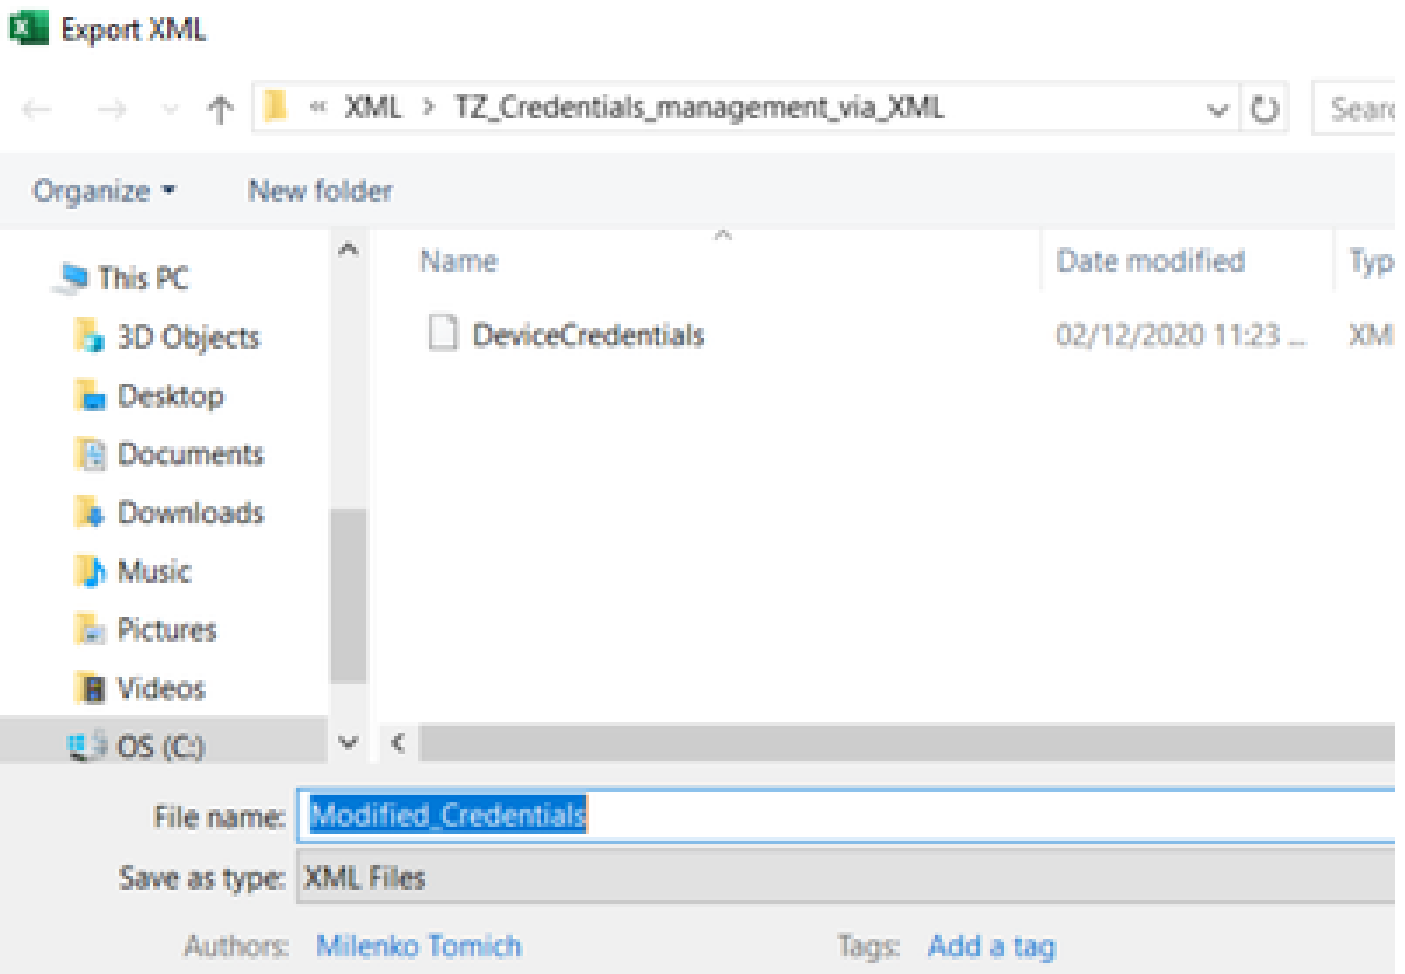 Export XML
« XML > TZ_Credentials_management_via_XML
Organize New folder
Name Date modified
This PC
DeviceCredentials 02/12/2020 11:23 ...
3D Objects
Desktop
Documents
Downloads
Music
Pictures
Videos
OS (C:)
File name: Modified_Credentials
Save as type: XML Files
Authors: Milenko Tomich Tags: Add a tag